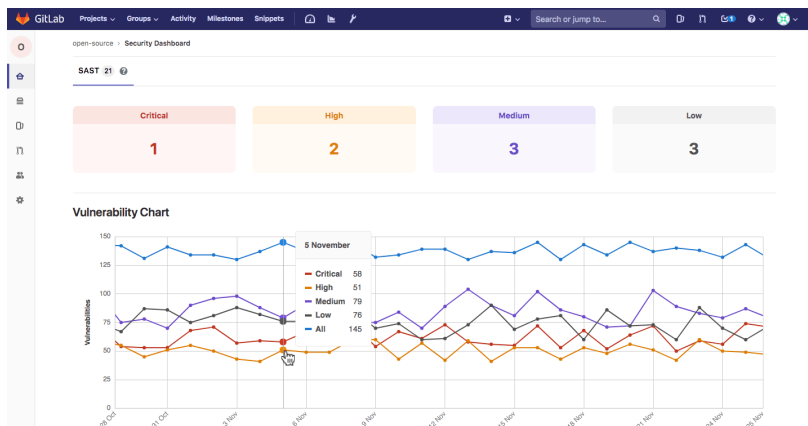 GitLab Projects Groups Activity Milestones Snippets Search or jump to... 1
O open-source › Security Dashboard
SAST 21
Critical High Medium Low
1 2 3 3
Vulnerability Chart
Vulnerabilities
150
125
100
75
50
25
0
5 November
Critical 58
High 51
Medium 79
Low 76
All 145
28 Oct 31 Oct 3 Nov 6 Nov 9 Nov 12 Nov 15 Nov 18 Nov 21 Nov 24 Nov 25 Nov